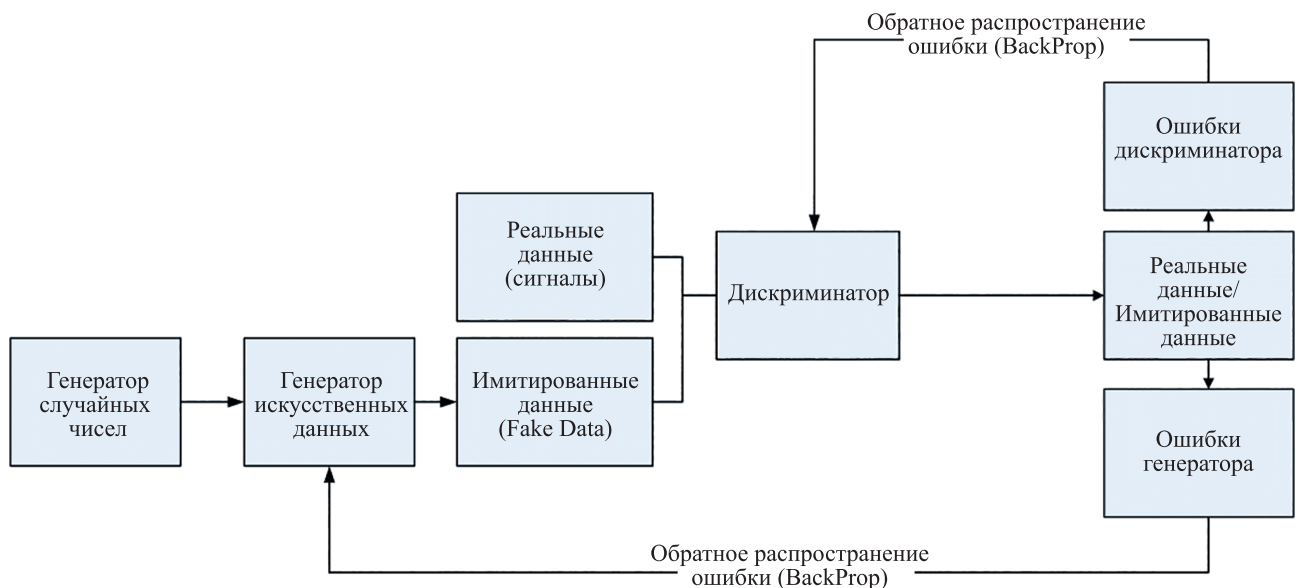 Обратное распространение
ошибки (BackProp)
Ошибки
дискриминатора
Реальные
данные
(сигналы)
Дискриминатор
Реальные
данные/
Имитированные
данные
Генератор
случайных
чисел
Генератор
искусственных
данных
Имитированные
данные
(Fake Data)
Ошибки
генератора
Обратное распространение
ошибки (BackProp)